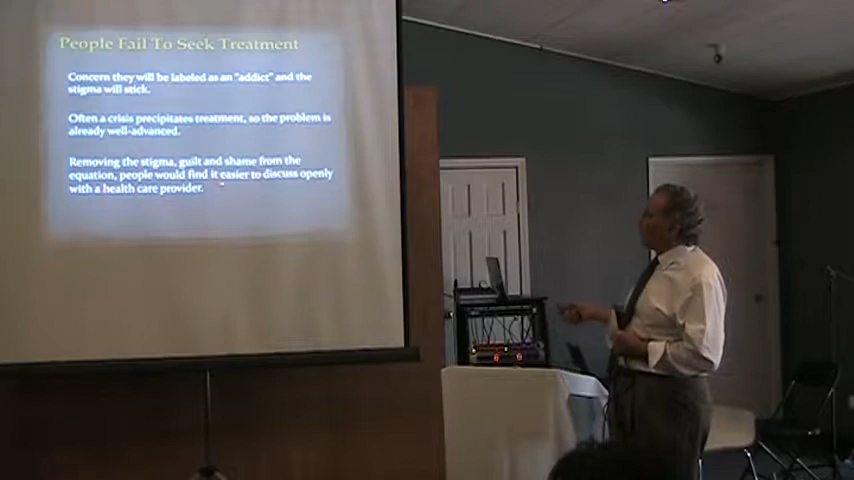 People Fail To Seek Treatment
Concern they will be labeled as an "addict" and the
stigma will stick.
Often a crisis precipitates treatment, so the problem is
already well-advanced.
Removing the stigma, guilt and shame from the
equation, people would find it easier to discuss openly
with a health care provider.